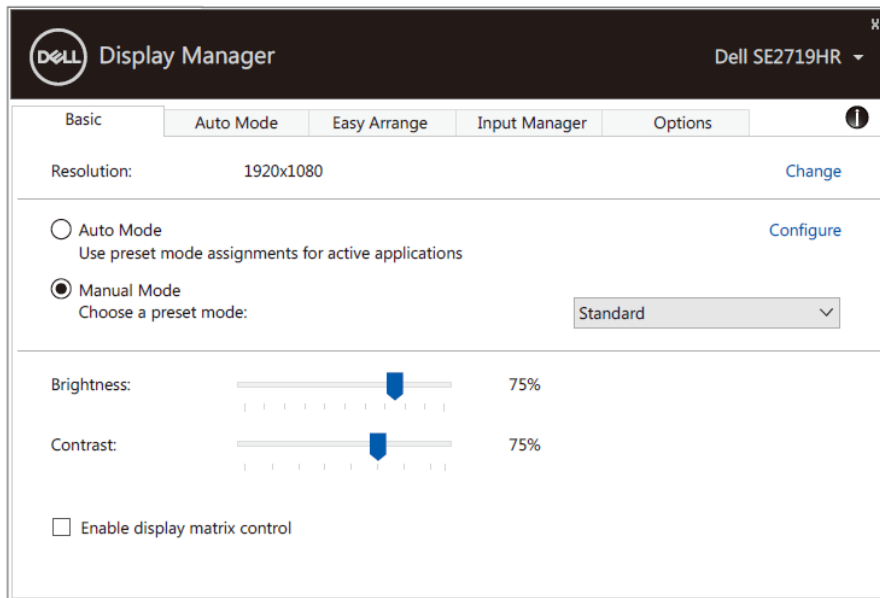 DELL Display Manager Dell SE2719HR
Basic Auto Mode Easy Arrange Input Manager Options
Resolution: 1920x1080 Change
Auto Mode Configure
Use preset mode assignments for active applications
Manual Mode
Choose a preset mode: Standard
Brightness: 75%
Contrast: 75%
Enable display matrix control